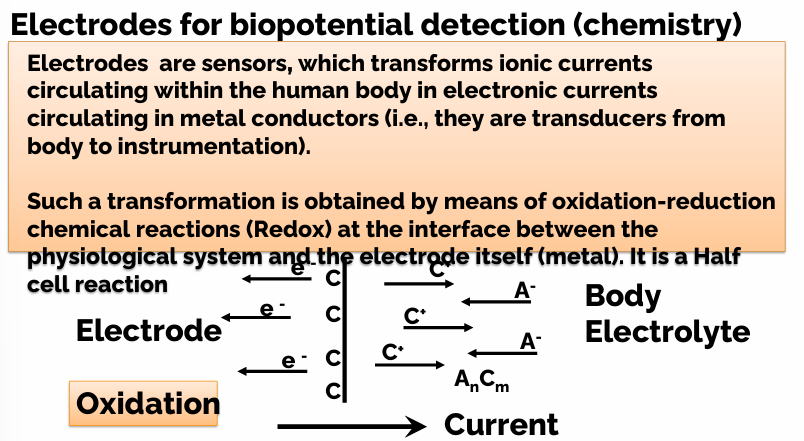 Electrodes for biopotential detection (chemistry)
Electrodes are sensors, which transforms ionic currents
circulating within the human body in electronic currents
circulating in metal conductors (i.e., they are transducers from
body to instrumentation).
Such a transformation is obtained by means of oxidation-reduction
chemical reactions (Redox) at the interface between the
physiological system and the electrode itself (metal). It is a Half
cell reaction
e⁻ C C⁺
A⁻ Body
e⁻ C C⁺
Electrode A⁻ Electrolyte
e⁻ C C⁺
AₙCₘ
C
Oxidation
Current